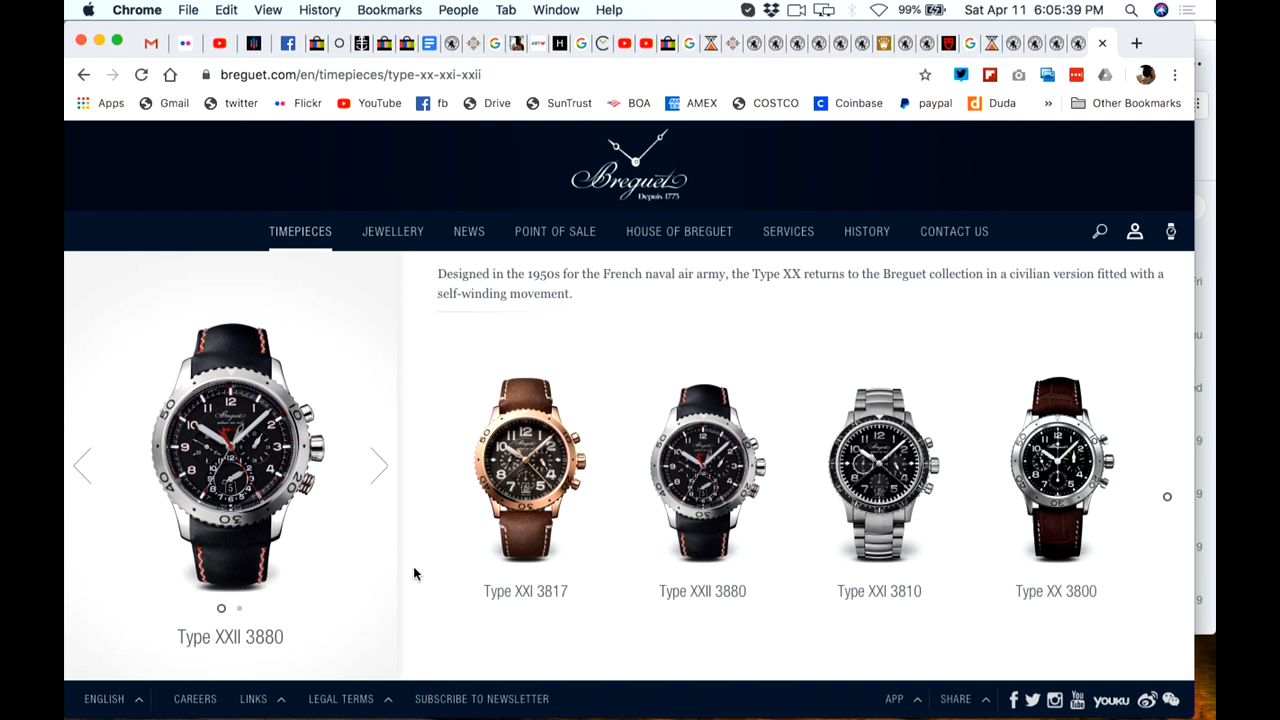 Chrome File Edit View History Bookmarks People Tab Window Help 99% Sat Apr 11 6:05:39 PM
breguet.com/en/timepieces/type-xx-xxi-xxii
Apps Gmail twitter Flickr YouTube fb Drive SunTrust BOA AMEX COSTCO Coinbase paypal Duda » Other Bookmarks
Breguet
Depuis 1775
TIMEPIECES JEWELLERY NEWS POINT OF SALE HOUSE OF BREGUET SERVICES HISTORY CONTACT US
Designed in the 1950s for the French naval air army, the Type XX returns to the Breguet collection in a civilian version fitted with a
self-winding movement.
Type XXI 3817 Type XXII 3880 Type XXI 3810 Type XX 3800
Type XXII 3880
ENGLISH CAREERS LINKS LEGAL TERMS SUBSCRIBE TO NEWSLETTER APP SHARE You Tube YOUKU